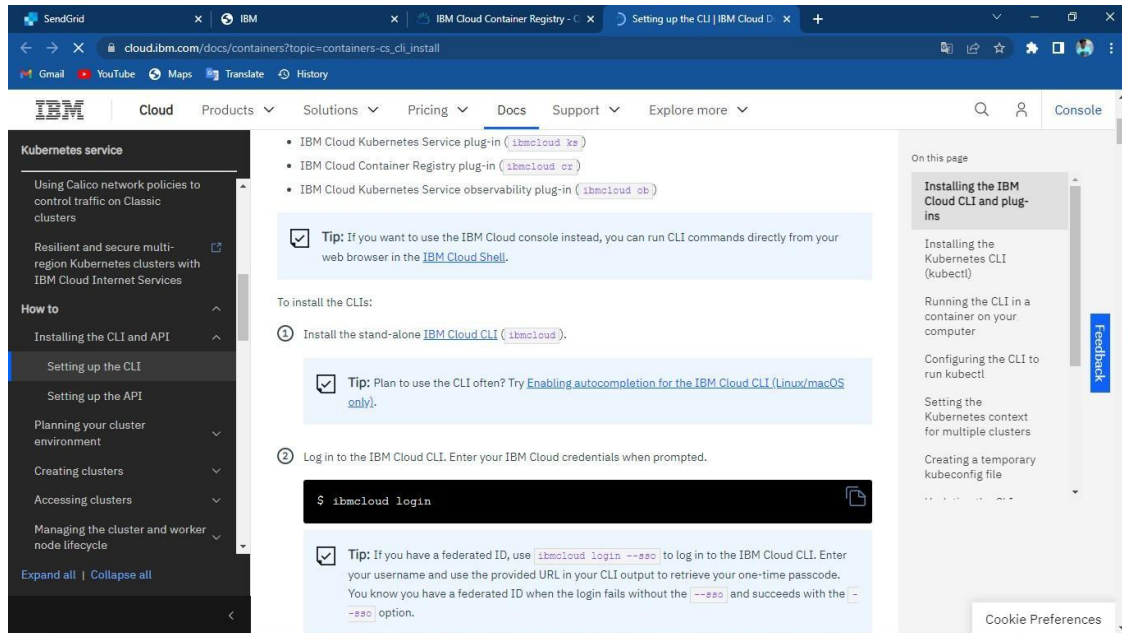 SendGrid
IBM
IBM Cloud Container Registry - C
Setting up the CLI | IBM Cloud D
cloud.ibm.com/docs/containers?topic=containers-cs_cli_install
Gmail
YouTube
Maps
Translate
History
IBM
Cloud
Products
Solutions
Pricing
Docs
Support
Explore more
Console
Kubernetes service
Using Calico network policies to
control traffic on Classic
clusters
Resilient and secure multi-
region Kubernetes clusters with
IBM Cloud Internet Services
How to
Installing the CLI and API
Setting up the CLI
Setting up the API
Planning your cluster
environment
Creating clusters
Accessing clusters
Managing the cluster and worker
node lifecycle
Expand all | Collapse all
• IBM Cloud Kubernetes Service plug-in ( ibmcloud ks )
• IBM Cloud Container Registry plug-in ( ibmcloud cr )
• IBM Cloud Kubernetes Service observability plug-in ( ibmcloud ob )
Tip: If you want to use the IBM Cloud console instead, you can run CLI commands directly from your
web browser in the IBM Cloud Shell.
To install the CLIs:
1 Install the stand-alone IBM Cloud CLI ( ibmcloud ).
Tip: Plan to use the CLI often? Try Enabling autocompletion for the IBM Cloud CLI (Linux/macOS
only).
2 Log in to the IBM Cloud CLI. Enter your IBM Cloud credentials when prompted.
$ ibmcloud login
Tip: If you have a federated ID, use ibmcloud login --sso to log in to the IBM Cloud CLI. Enter
your username and use the provided URL in your CLI output to retrieve your one-time passcode.
You know you have a federated ID when the login fails without the --sso and succeeds with the -
-sso option.
On this page
Installing the IBM
Cloud CLI and plug-
ins
Installing the
Kubernetes CLI
(kubectl)
Running the CLI in a
container on your
computer
Configuring the CLI to
run kubectl
Setting the
Kubernetes context
for multiple clusters
Creating a temporary
kubeconfig file
Feedback
Cookie Preferences